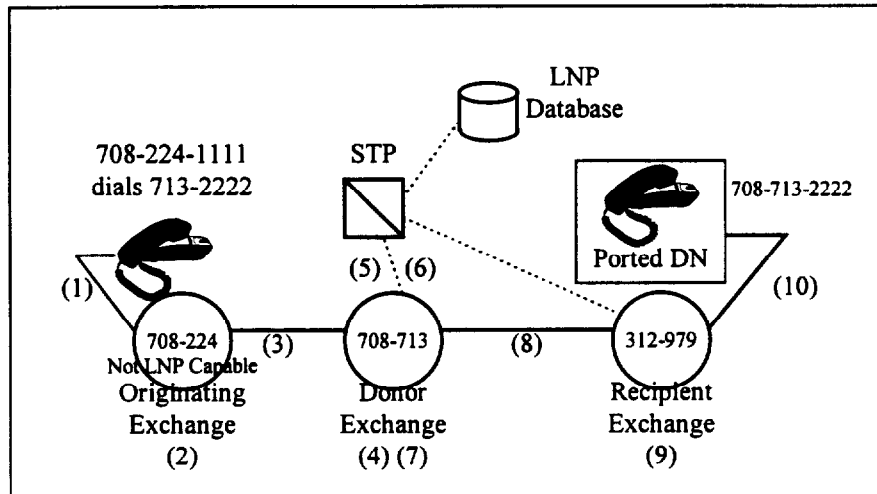 LNP
Database
708-224-1111
dials 713-2222
STP
708-713-2222
Ported DN
(1)
(5)
(6)
(10)
708-224
Not LNP Capable
Originating
Exchange
(2)
(3)
708-713
Donor
Exchange
(4) (7)
(8)
312-979
Recipient
Exchange
(9)